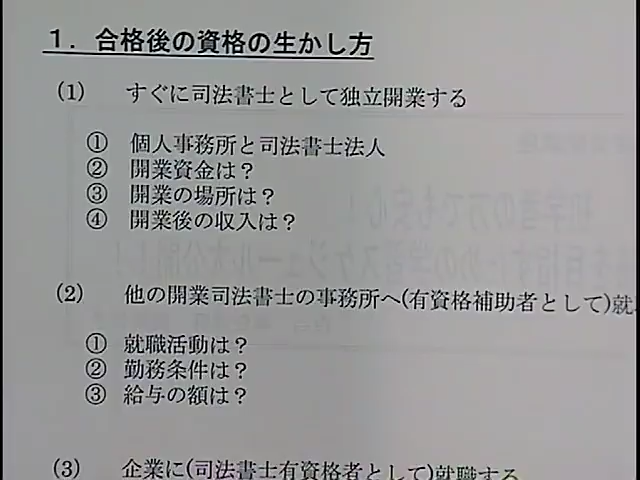 1．合格後の資格の生かし方
(1) すぐに司法書士として独立開業する
① 個人事務所と司法書士法人
② 開業資金は？
③ 開業の場所は？
④ 開業後の収入は？
(2) 他の開業司法書士の事務所へ(有資格補助者として)就
① 就職活動は？
② 勤務条件は？
③ 給与の額は？
(3) 企業に(司法書士有資格者として)就職する